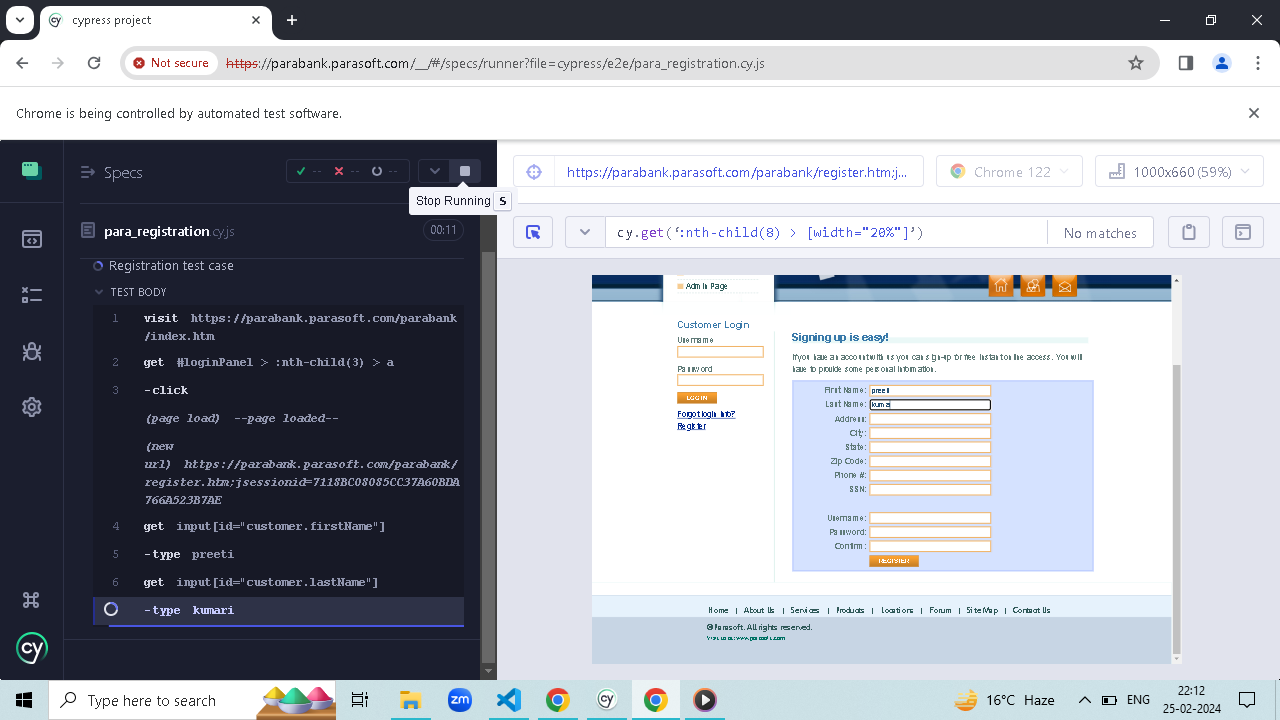 cypress project
Not secure
https://parabank.parasoft.com/__/#/specs/runner?file=cypress/e2e/para_registration.cy.js
Chrome is being controlled by automated test software.
Specs
-- -- --
Stop Running S
https://parabank.parasoft.com/parabank/register.htm;j...
Chrome 122
1000x660 (59%)
para_registration.cy.js
00:11
cy.get(‘:nth-child(8) > [width="20%"]’)
No matches
Registration test case
TEST BODY
1 visit https://parabank.parasoft.com/parabank
/index.htm
2 get #loginPanel > :nth-child(3) > a
3 -click
(page load) --page loaded--
(new
url) https://parabank.parasoft.com/parabank/
register.htm;jsessionid=7118BC08085CC37A60BDA
766A523B7AE
4 get input[id="customer.firstName"]
5 -type preeti
6 get input[id="customer.lastName"]
-type kumari
Admin Page
Customer Login
Username
Password
LOG IN
Forgot login info?
Register
Signing up is easy!
If you have an account with us you can sign-up for free instant online access. You will
have to provide some personal information.
First Name: preeti
Last Name: kuma
Address:
City:
State:
Zip Code:
Phone #:
SSN:
Username:
Password:
Confirm:
REGISTER
Home | About Us | Services | Products | Locations | Forum | Site Map | Contact Us
© Parasoft. All rights reserved.
Visit us at: www.parasoft.com
cy
Type here to search
zm
cy
16°C Haze
ENG
22:12
25-02-2024